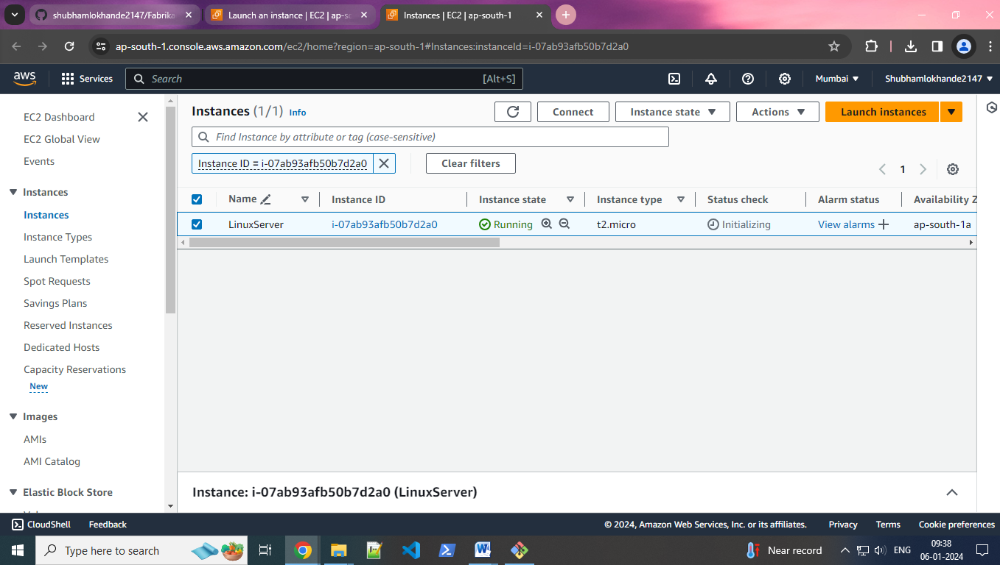 shubhamlokhande2147/Fabrika
Launch an instance | EC2 | ap-so
Instances | EC2 | ap-south-1
ap-south-1.console.aws.amazon.com/ec2/home?region=ap-south-1#Instances:instanceId=i-07ab93afb50b7d2a0
aws
Services
Search
[Alt+S]
Mumbai
Shubhamlokhande2147
EC2 Dashboard
EC2 Global View
Events
Instances
Instances
Instance Types
Launch Templates
Spot Requests
Savings Plans
Reserved Instances
Dedicated Hosts
Capacity Reservations
New
Images
AMIs
AMI Catalog
Elastic Block Store
Instances (1/1) Info
Connect
Instance state
Actions
Launch instances
Find Instance by attribute or tag (case-sensitive)
Instance ID = i-07ab93afb50b7d2a0
Clear filters
1
Name Instance ID Instance state Instance type Status check Alarm status Availability Z
LinuxServer i-07ab93afb50b7d2a0 Running t2.micro Initializing View alarms ap-south-1a
Instance: i-07ab93afb50b7d2a0 (LinuxServer)
CloudShell Feedback © 2024, Amazon Web Services, Inc. or its affiliates. Privacy Terms Cookie preferences
Type here to search
Near record
ENG
09:38
06-01-2024